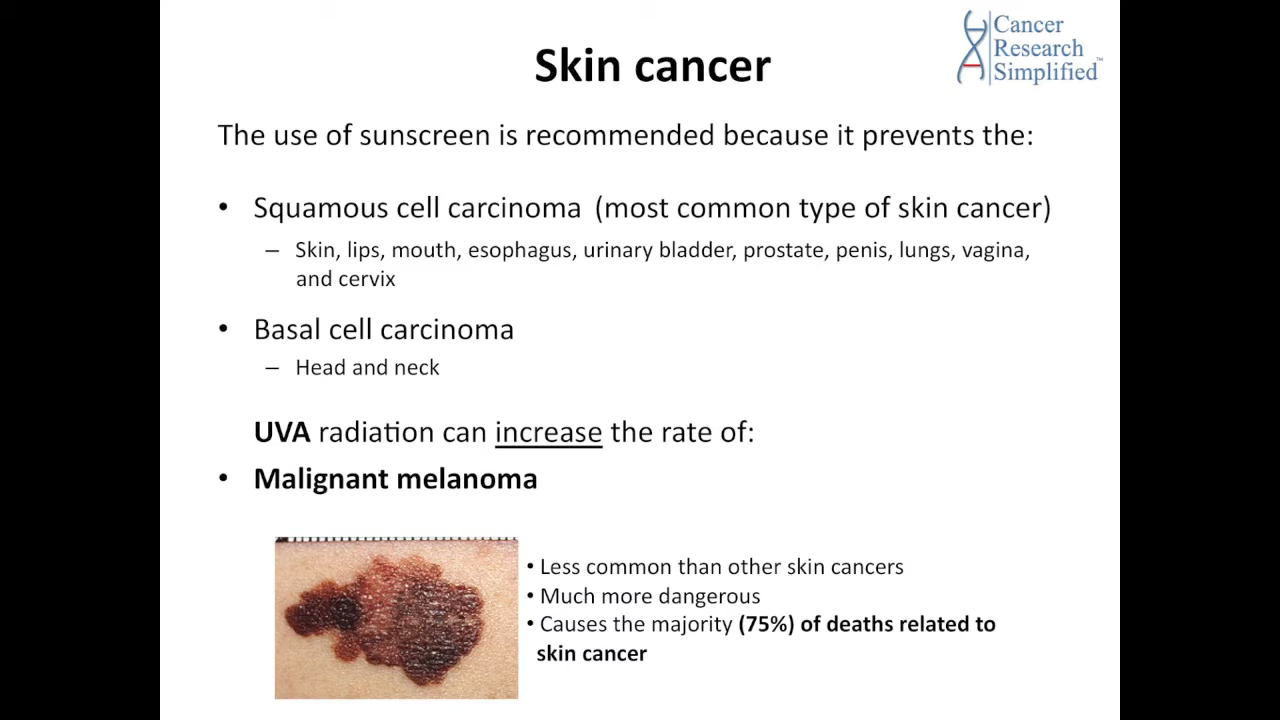 Cancer
Research
Simplified™
Skin cancer
The use of sunscreen is recommended because it prevents the:
• Squamous cell carcinoma (most common type of skin cancer)
– Skin, lips, mouth, esophagus, urinary bladder, prostate, penis, lungs, vagina,
and cervix
• Basal cell carcinoma
– Head and neck
UVA radiation can increase the rate of:
• Malignant melanoma
• Less common than other skin cancers
• Much more dangerous
• Causes the majority (75%) of deaths related to
skin cancer